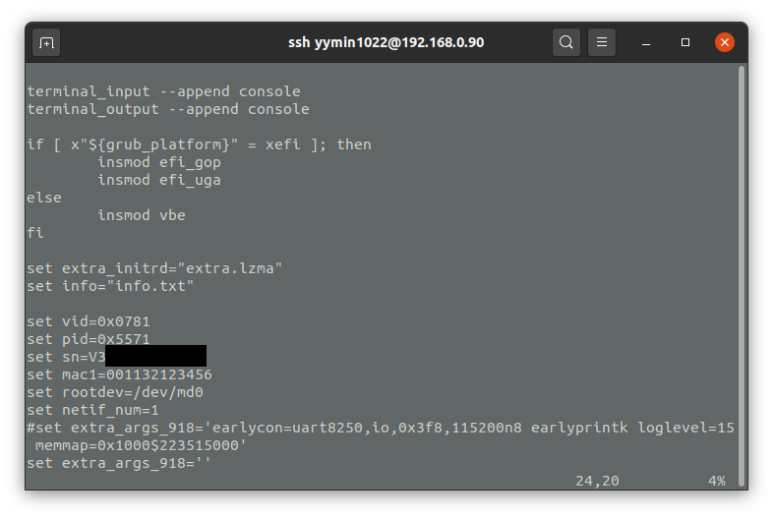 ssh yymin1022@192.168.0.90
terminal_input --append console
terminal_output --append console
if [ x"${grub_platform}" = xefi ]; then
insmod efi_gop
insmod efi_uga
else
insmod vbe
fi
set extra_initrd="extra.lzma"
set info="info.txt"
set vid=0x0781
set pid=0x5571
set sn=V3
set mac1=001132123456
set rootdev=/dev/md0
set netif_num=1
#set extra_args_918='earlycon=uart8250,io,0x3f8,115200n8 earlyprintk loglevel=15
memmap=0x1000$223515000'
set extra_args_918=''
24,20 4%